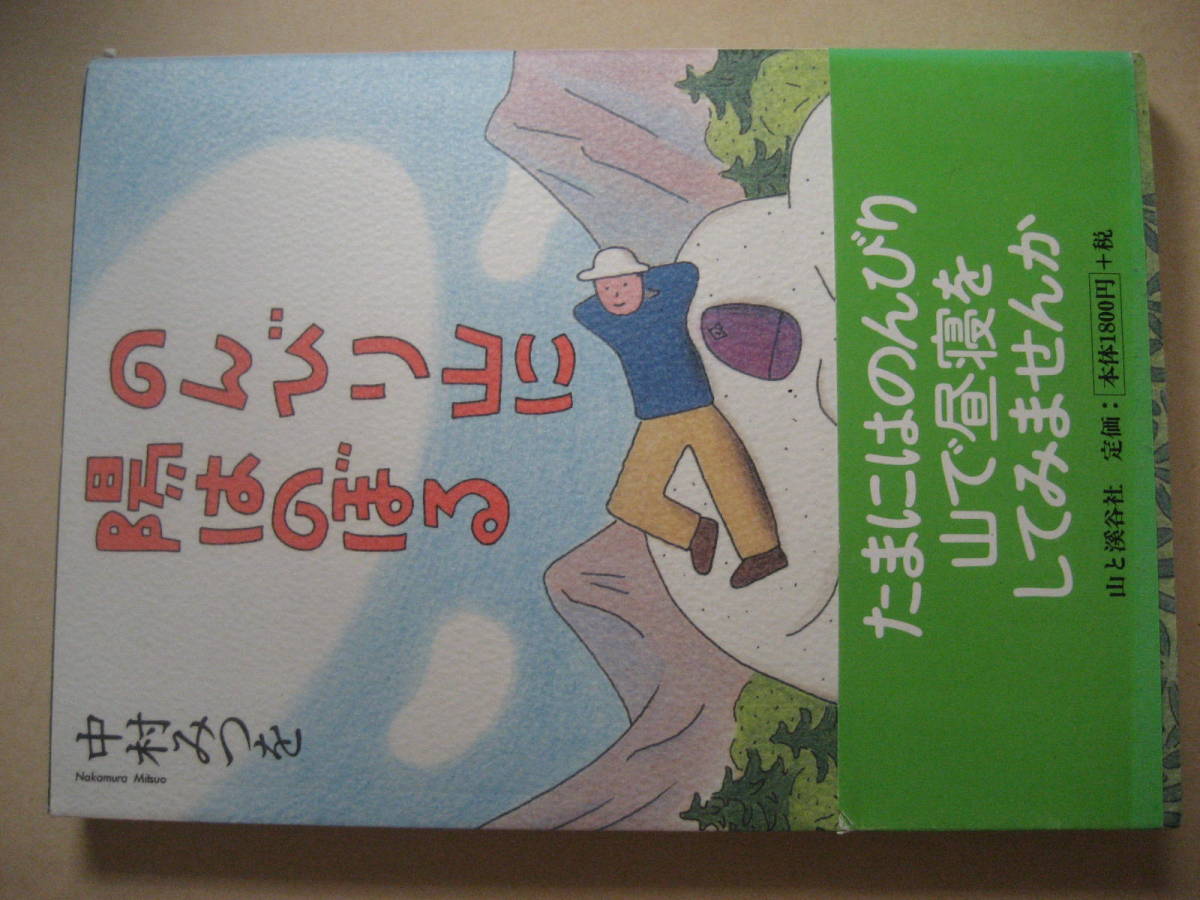 のんびり山に
陽はのぼる
中村みつを
Nakamura Mitsuo
たまにはのんびり
山で昼寝を
してみませんか
山と溪谷社 定価：本体1800円＋税